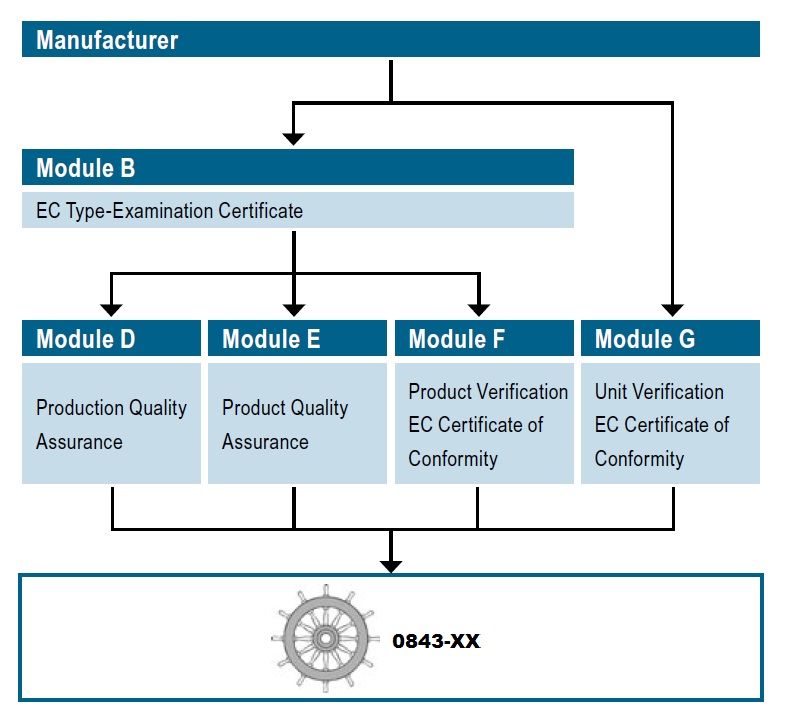 Manufacturer
Module B
EC Type-Examination Certificate
Module D
Production Quality
Assurance
Module E
Product Quality
Assurance
Module F
Product Verification
EC Certificate of
Conformity
Module G
Unit Verification
EC Certificate of
Conformity
0843-XX